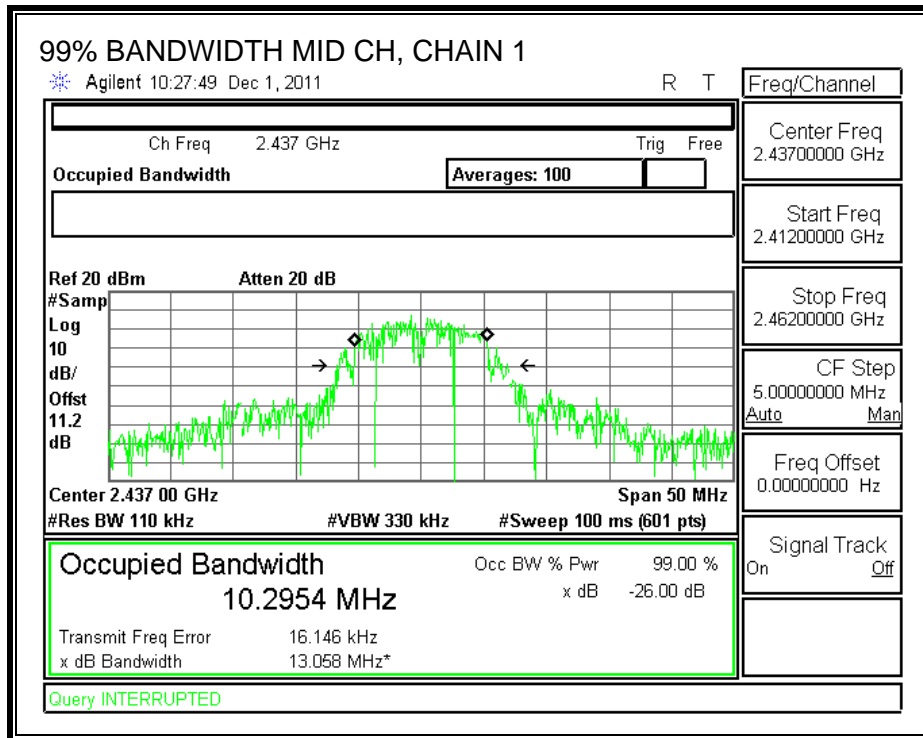 99% BANDWIDTH MID CH, CHAIN 1
Agilent 10:27:49 Dec 1, 2011 R T
Freq/Channel
Ch Freq 2.437 GHz Trig Free
Occupied Bandwidth Averages: 100
Center Freq
2.43700000 GHz
Start Freq
2.41200000 GHz
Stop Freq
2.46200000 GHz
CF Step
5.00000000 MHz
Auto Man
Freq Offset
0.00000000 Hz
Signal Track
On Off
Ref 20 dBm Atten 20 dB
#Samp
Log
10
dB/
Offst
11.2
dB
Center 2.437 00 GHz Span 50 MHz
#Res BW 110 kHz #VBW 330 kHz #Sweep 100 ms (601 pts)
Occupied Bandwidth Occ BW % Pwr 99.00 %
10.2954 MHz x dB -26.00 dB
Transmit Freq Error 16.146 kHz
x dB Bandwidth 13.058 MHz*
Query INTERRUPTED